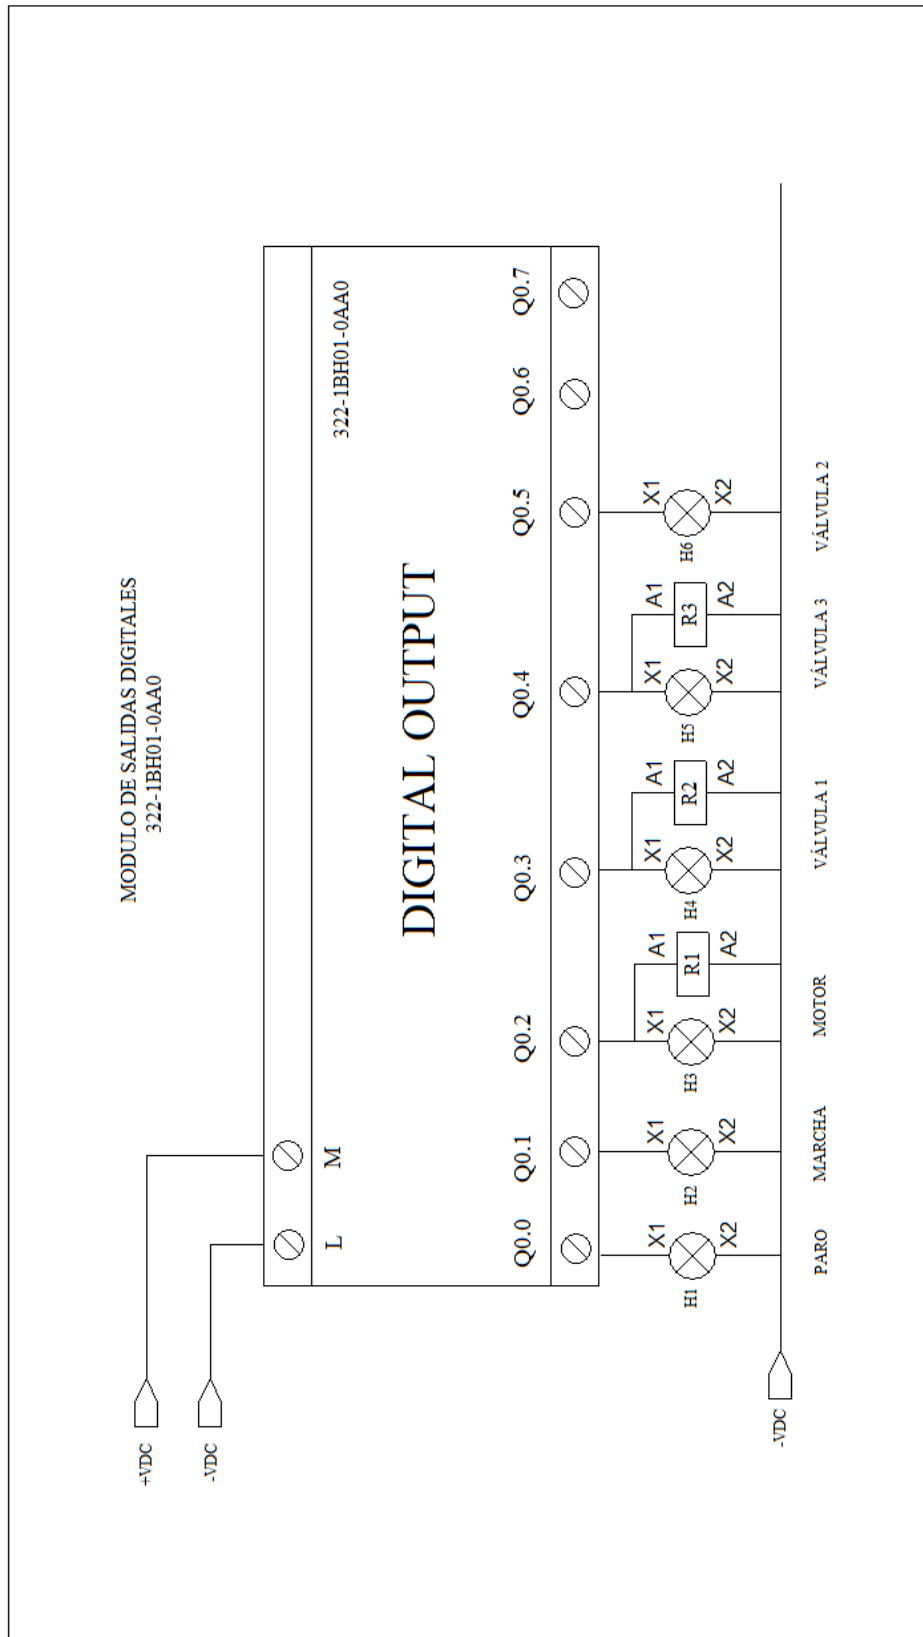 MODULO DE SALIDAS DIGITALES
322-1BH01-0AA0
+VDC
-VDC
L
M
322-1BH01-0AA0
DIGITAL OUTPUT
Q0.0
Q0.1
Q0.2
Q0.3
Q0.4
Q0.5
Q0.6
Q0.7
X1
X1
X1
A1
X1
A1
X1
A1
X1
H1
H2
H3
R1
H4
R2
H5
R3
H6
X2
X2
X2
A2
X2
A2
X2
A2
X2
-VDC
PARO
MARCHA
MOTOR
VÁLVULA 1
VÁLVULA 3
VÁLVULA 2